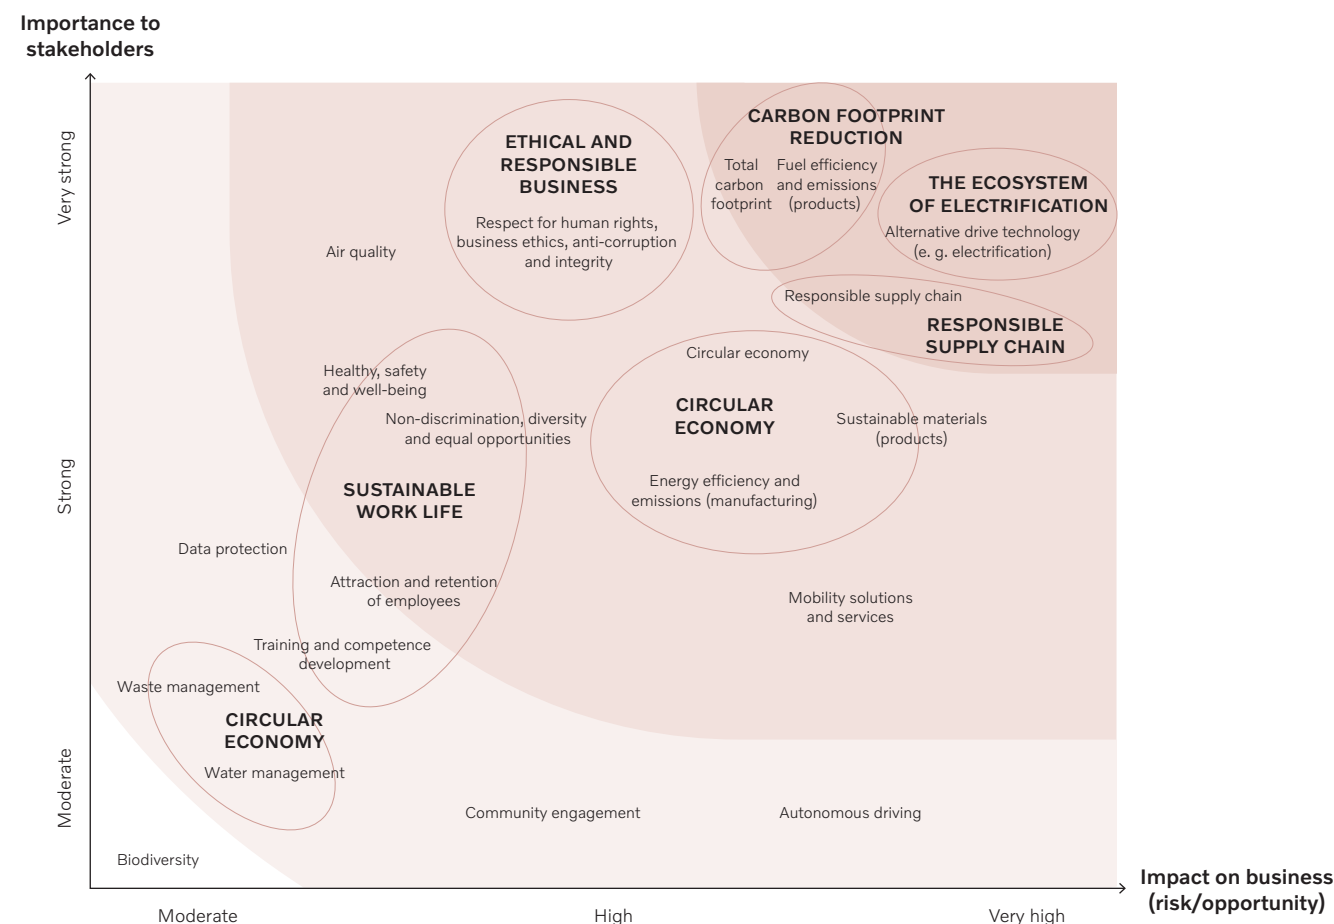 Importance to
stakeholders
Very strong
Strong
Moderate
CARBON FOOTPRINT
REDUCTION
Total
carbon
footprint
Fuel efficiency
and emissions
(products)
ETHICAL AND
RESPONSIBLE
BUSINESS
Respect for human rights,
business ethics, anti-corruption
and integrity
THE ECOSYSTEM
OF ELECTRIFICATION
Alternative drive technology
(e. g. electrification)
Air quality
Responsible supply chain
RESPONSIBLE
SUPPLY CHAIN
Circular economy
CIRCULAR
ECONOMY
Sustainable materials
(products)
Energy efficiency and
emissions (manufacturing)
Healthy, safety
and well-being
Non-discrimination, diversity
and equal opportunities
SUSTAINABLE
WORK LIFE
Data protection
Attraction and retention
of employees
Mobility solutions
and services
Training and competence
development
Waste management
CIRCULAR
ECONOMY
Water management
Community engagement
Autonomous driving
Biodiversity
Impact on business
(risk/opportunity)
Moderate
High
Very high